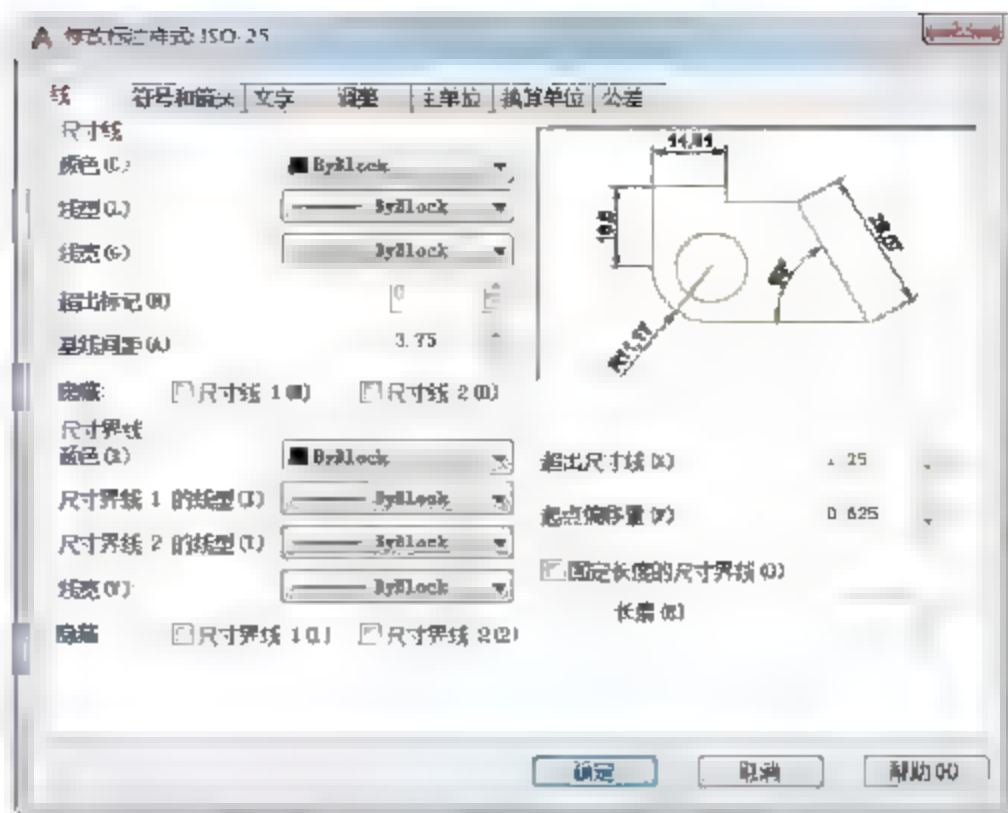 修改标注样式: ISO-25
线 符号和箭头 文字 调整 主单位 换算单位 公差
尺寸线
颜色(C): ByBlock
线型(L) ByBlock
线宽(G) ByBlock
超出标记(N) 0
基线间距(A) 3.75
隐藏: 尺寸线 1(M) 尺寸线 2(D)
尺寸界线
颜色(R) ByBlock
尺寸界线 1 的线型(I) ByBlock
尺寸界线 2 的线型(T) ByBlock
线宽(W) ByBlock
隐藏 尺寸界线 1(1) 尺寸界线 2(2)
14,11
超出尺寸线(X) 25
起点偏移量(F) 0.625
固定长度的尺寸界线(O)
长度(E)
确定 取消 帮助(H)